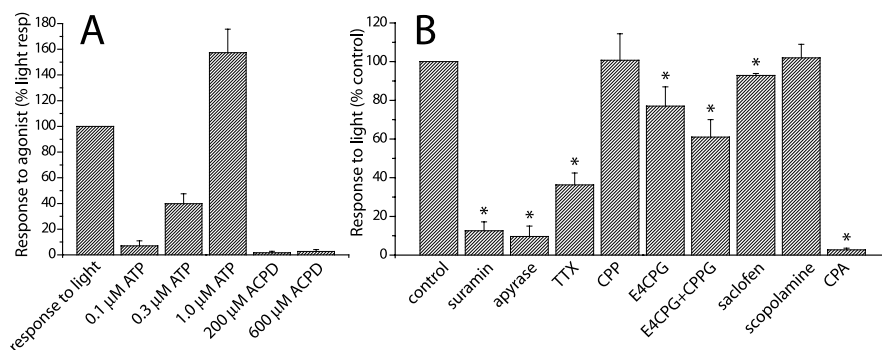 A
Response to agonist (% light resp)
180
160
140
120
100
80
60
40
20
0
response to light
0.1 µM ATP
0.3 µM ATP
1.0 µM ATP
200 µM ACPD
600 µM ACPD
B
Response to light (% control)
120
100
80
60
40
20
0
* * * * * * *
control
suramin
apyrase
TTX
CPP
E4CPG
E4CPG+CPPG
saclofen
scopolamine
CPA